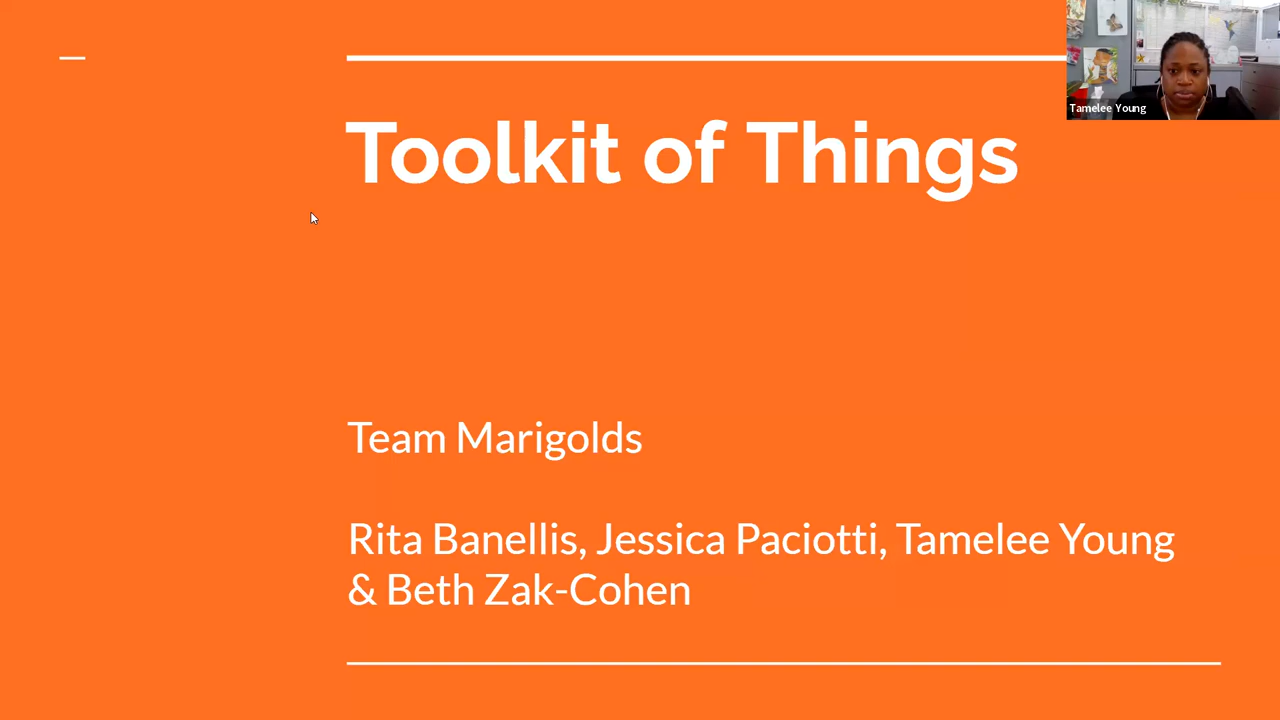 Tamelee Young
Toolkit of Things
Team Marigolds
Rita Banellis, Jessica Paciotti, Tamelee Young
& Beth Zak-Cohen